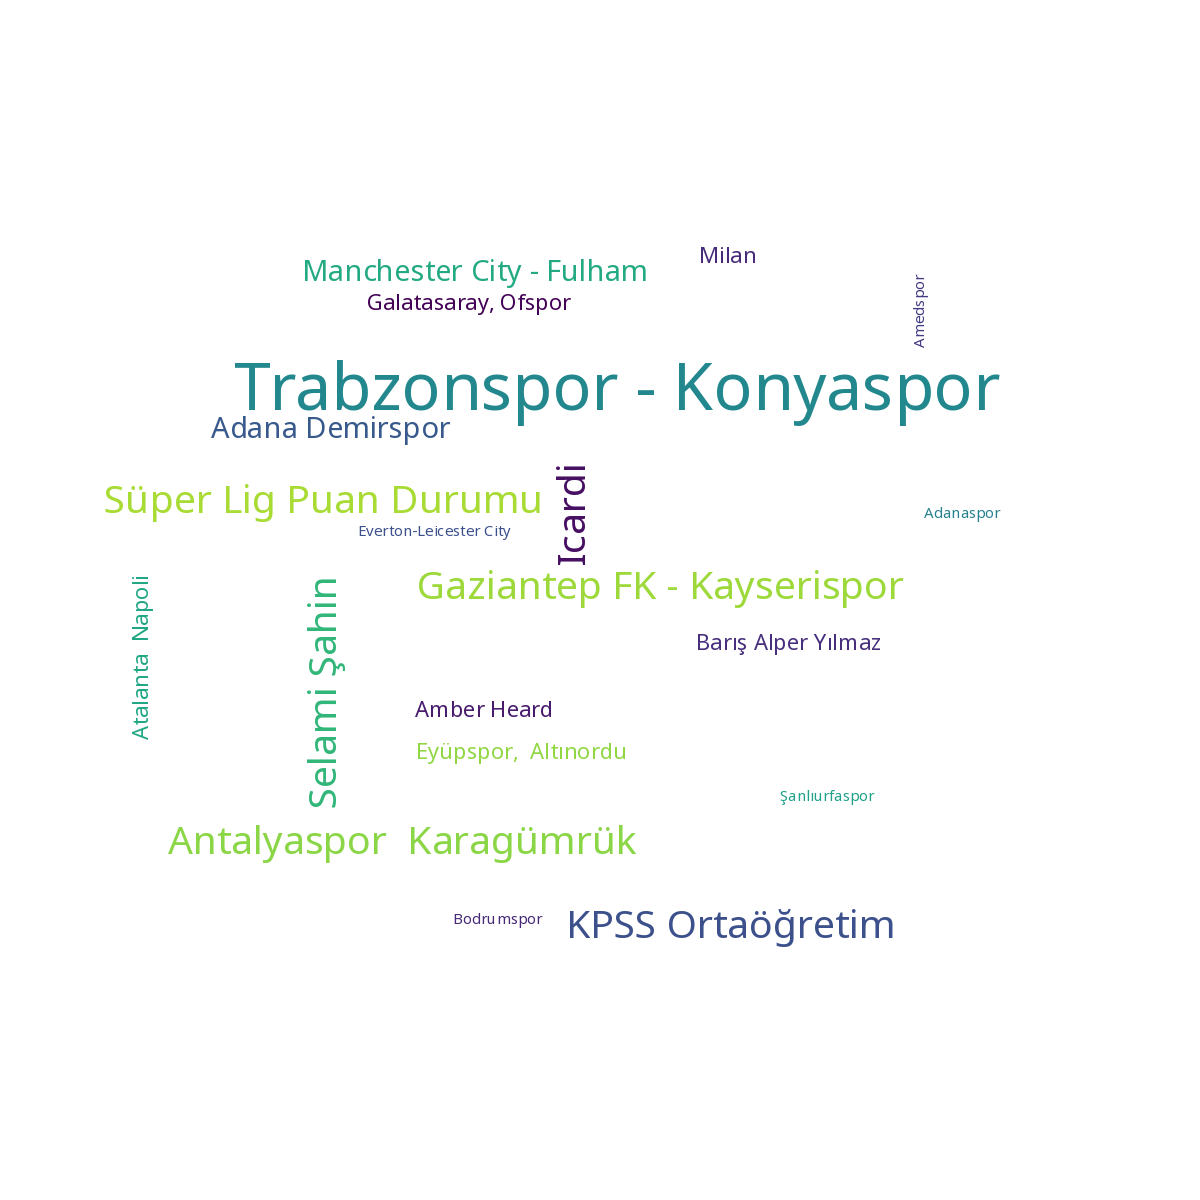 Milan
Manchester City - Fulham
Amedspor
Galatasaray, Ofspor
Trabzonspor - Konyaspor
Adana Demirspor
Süper Lig Puan Durumu
Icardi
Adanaspor
Everton-Leicester City
Gaziantep FK - Kayserispor
Atalanta  Napoli
Selami Şahin
Barış Alper Yılmaz
Amber Heard
Eyüpspor,  Altınordu
Şanlıurfaspor
Antalyaspor  Karagümrük
Bodrumspor
KPSS Ortaöğretim